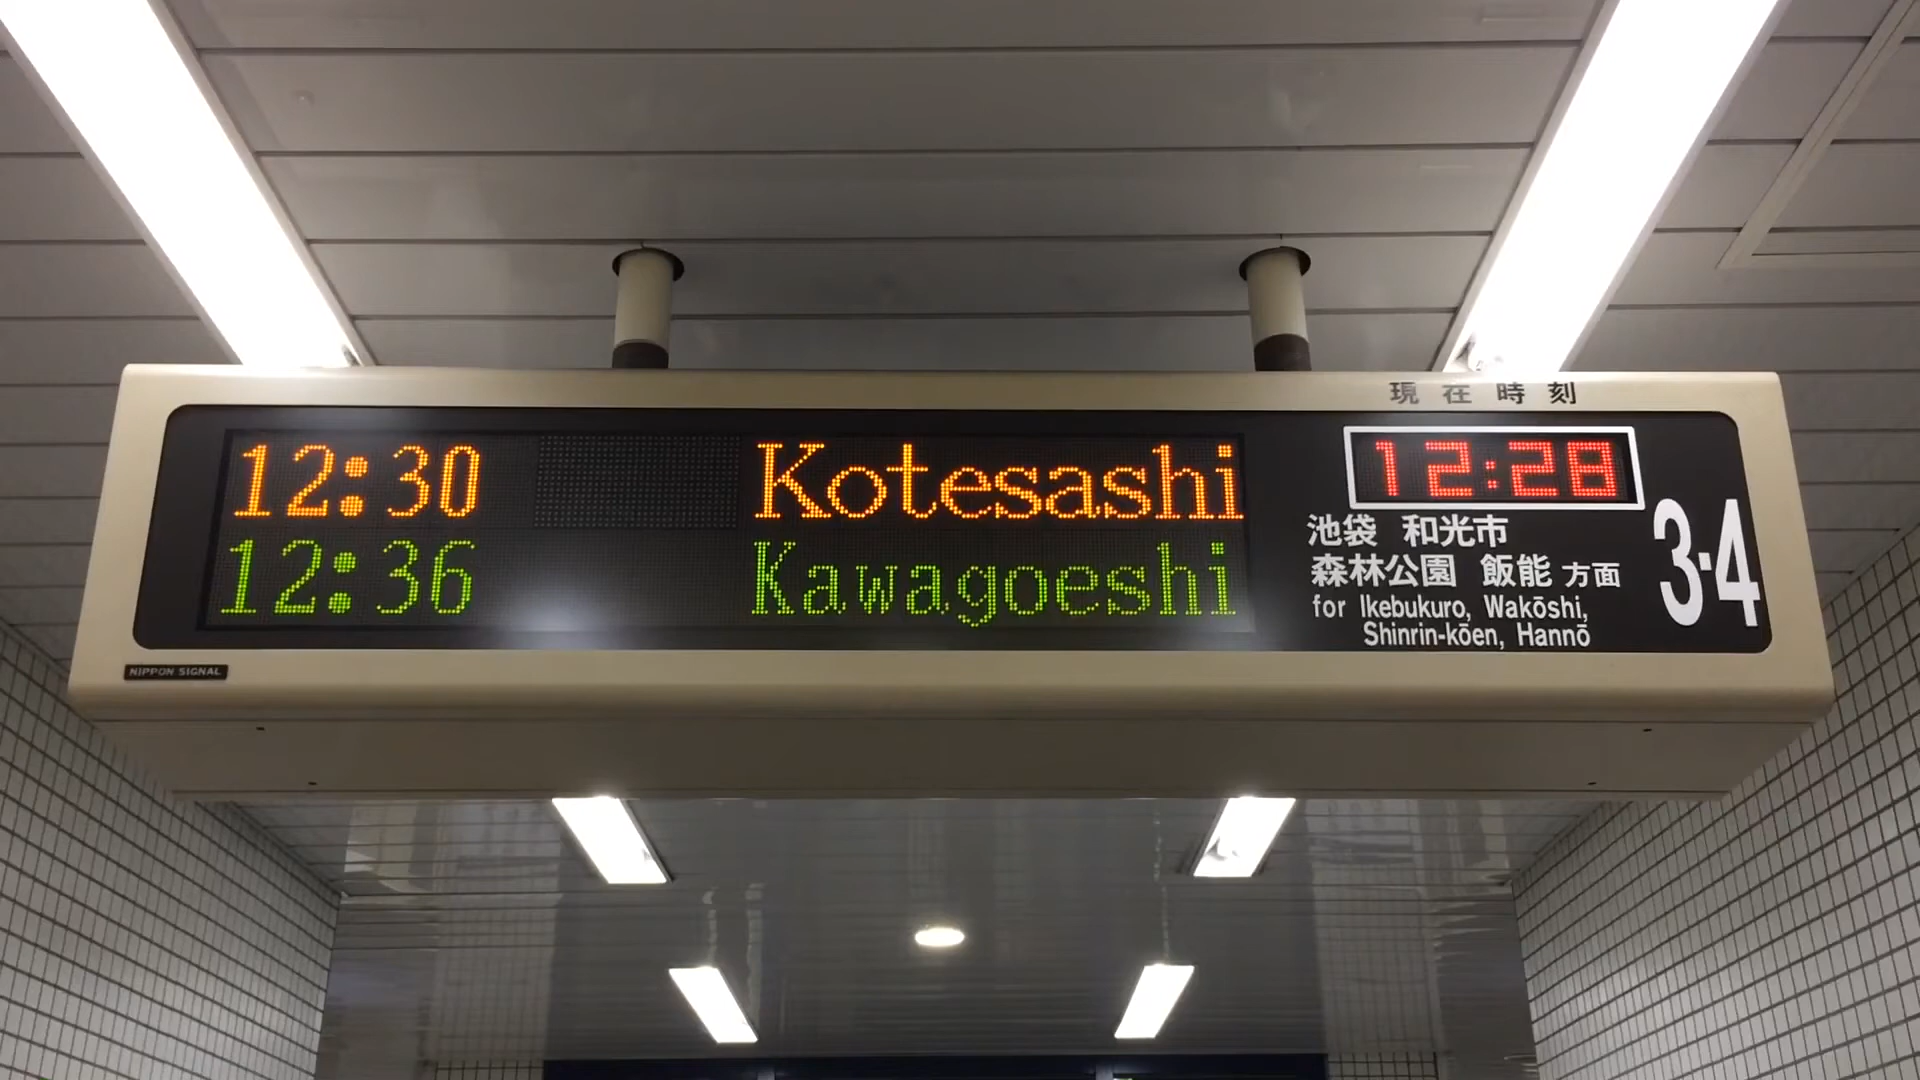 現在時刻
12:30 Kotesashi
12:36 Kawagoeshi
12:28
池袋 和光市
森林公園 飯能 方面
for Ikebukuro, Wakōshi,
Shinrin-kōen, Hannō
3·4
NIPPON SIGNAL